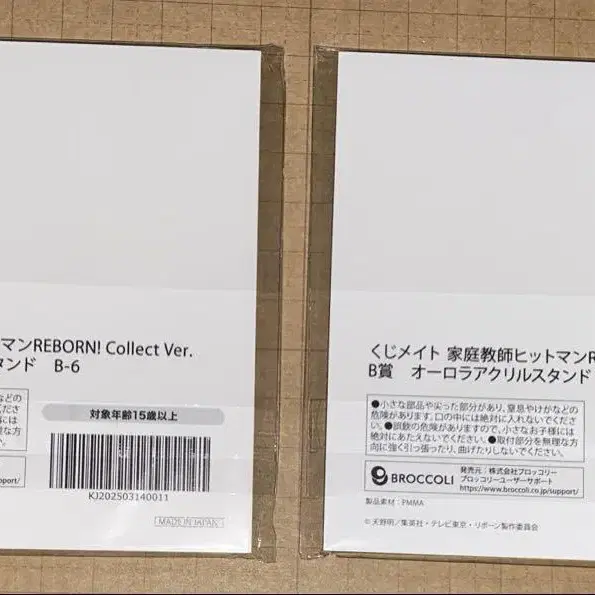 マンREBORN! Collect Ver.
タンド B-6
などの
ださ
には
な方
pport/
対象年齢15歳以上
KJ202503140011
MADE IN JAPAN
くじメイト 家庭教師ヒットマンR
B賞 オーロラアクリルスタンド
●小さな部品や尖った部分があり、窒息やけがなどの
危険があります。口の中には絶対に入れないでくださ
い。●誤飲の危険がありますので、小さなお子様には
絶対にあたえないでください。●取付部分を無理な方
向に強く引っ張ったり、曲げたりしないでください。
BROCCOLI
発売元:株式会社ブロッコリー
ブロッコリーユーザーサポート
https://www.broccoli.co.jp/support/
製品素材:PMMA
©天野明/集英社・テレビ東京・リボーン製作委員会